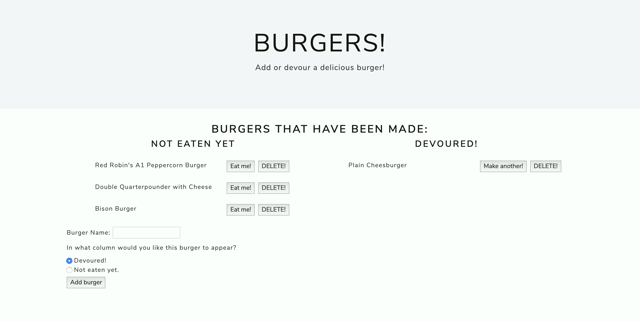 BURGERS!
Add or devour a delicious burger!
BURGERS THAT HAVE BEEN MADE:
NOT EATEN YET
Red Robin's A1 Peppercorn Burger Eat me! DELETE!
Double Quarterpounder with Cheese Eat me! DELETE!
Bison Burger Eat me! DELETE!
DEVOURED!
Plain Cheesburger Make another! DELETE!
Burger Name:
In what column would you like this burger to appear?
Devoured!
Not eaten yet.
Add burger